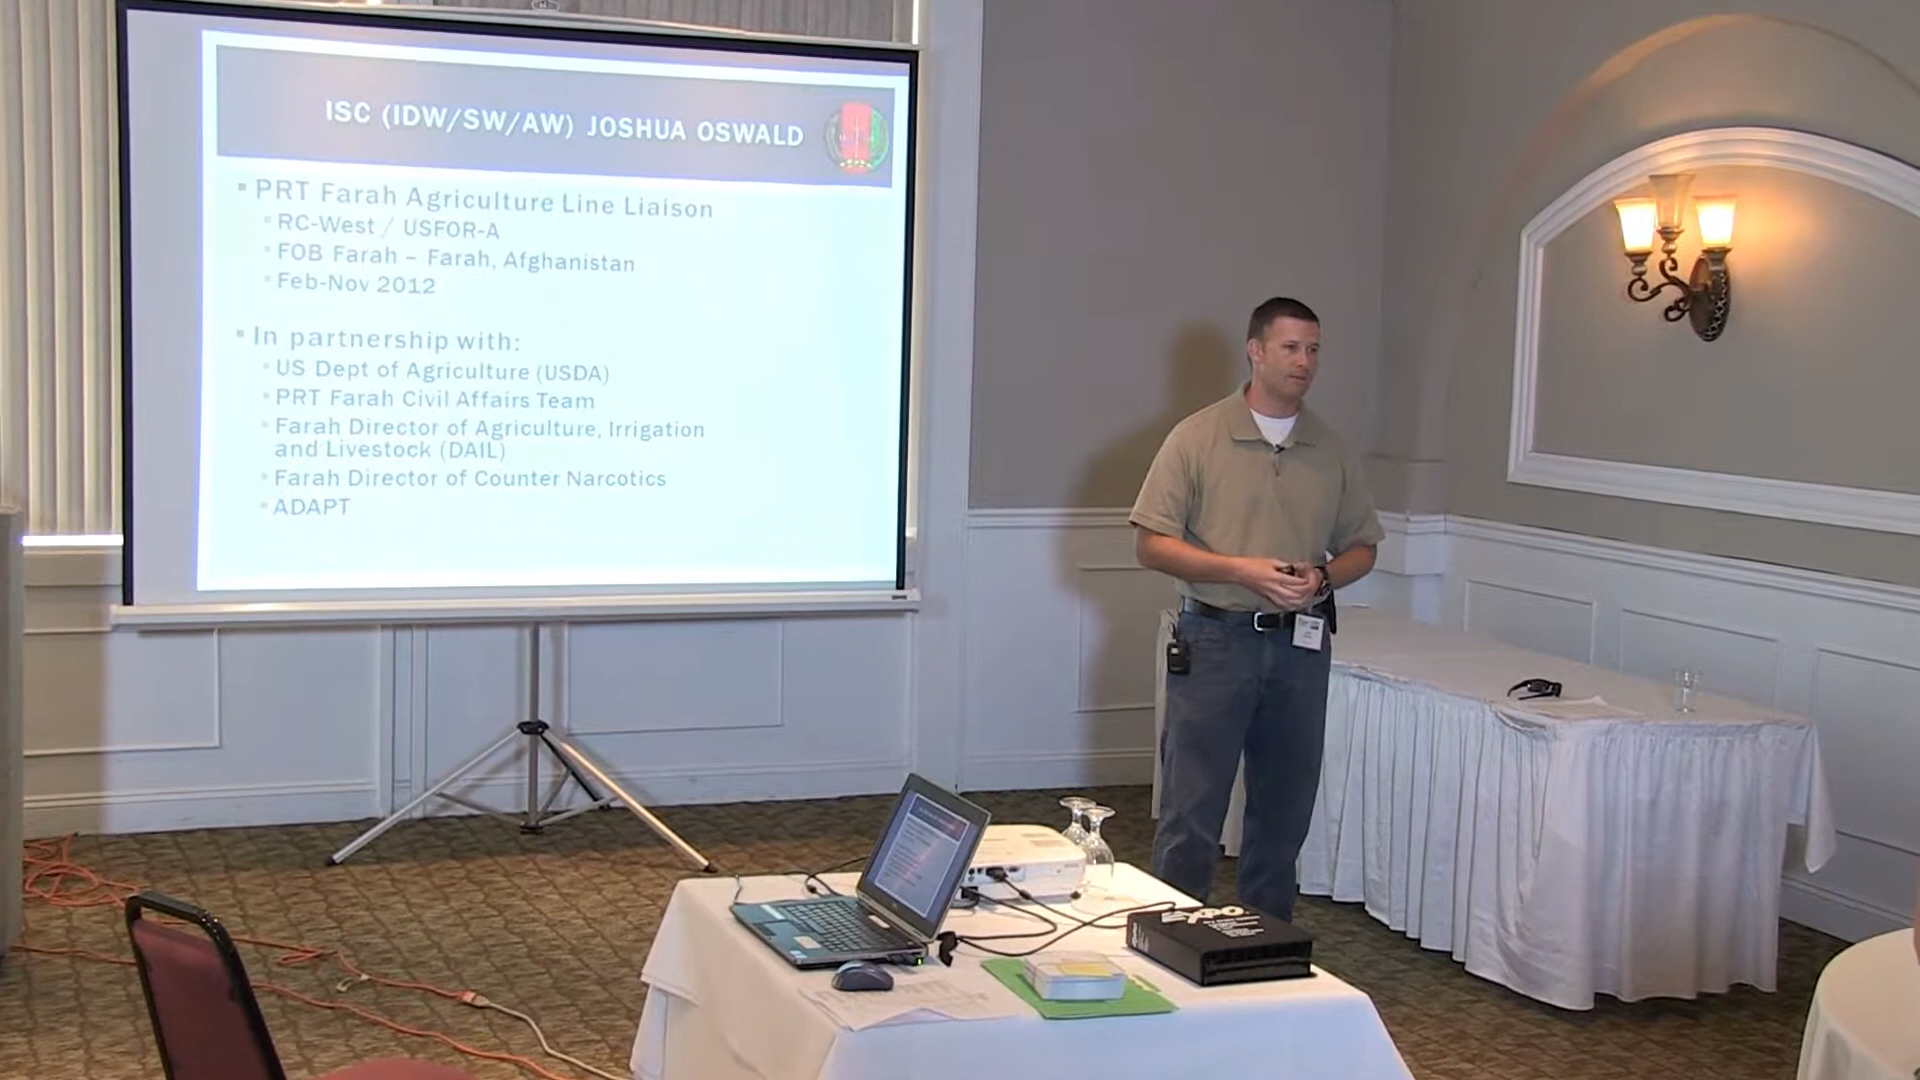 ISC (IDW/SW/AW) JOSHUA OSWALD
▪ PRT Farah Agriculture Line Liaison
▪ RC-West / USFOR-A
▪ FOB Farah – Farah, Afghanistan
▪ Feb-Nov 2012
▪ In partnership with:
▪ US Dept of Agriculture (USDA)
▪ PRT Farah Civil Affairs Team
▪ Farah Director of Agriculture, Irrigation
and Livestock (DAIL)
▪ Farah Director of Counter Narcotics
▪ ADAPT
EXPO